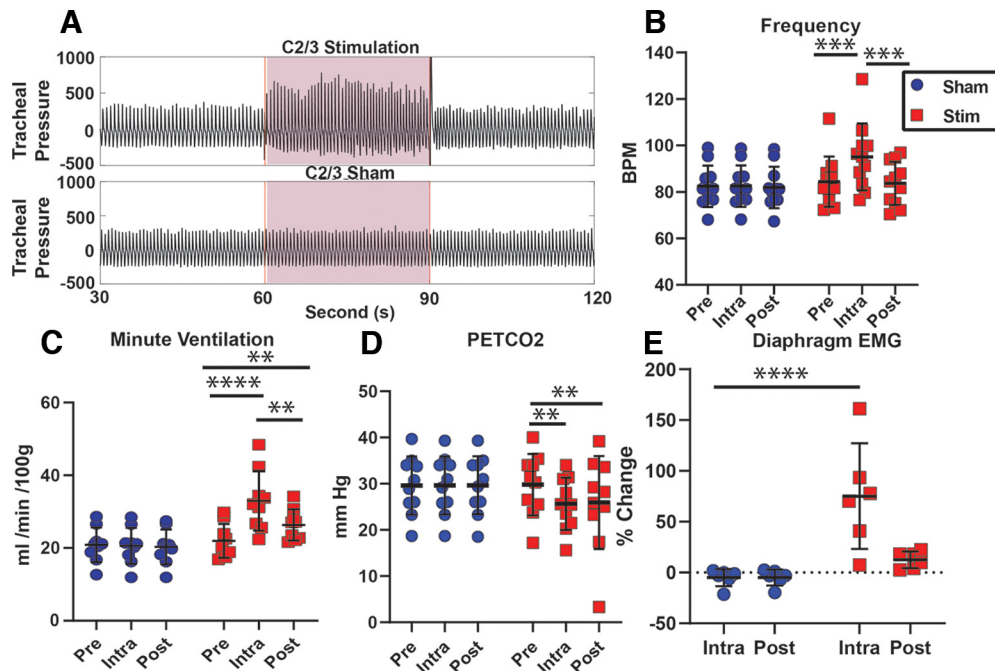 A
C2/3 Stimulation
1000
500
0
-500
Tracheal
Pressure
C2/3 Sham
1000
500
0
-500
Tracheal
Pressure
30
60
90
120
Second (s)
B
Frequency
140
120
100
80
60
40
BPM
***
***
Sham
Stim
Pre
Intra
Post
Pre
Intra
Post
C
Minute Ventilation
**
****
**
60
40
20
0
ml /min /100g
Pre
Intra
Post
Pre
Intra
Post
D
PETCO2
**
**
50
40
30
20
10
0
mm Hg
Pre
Intra
Post
Pre
Intra
Post
E
Diaphragm EMG
****
200
150
100
50
0
-50
% Change
Intra
Post
Intra
Post